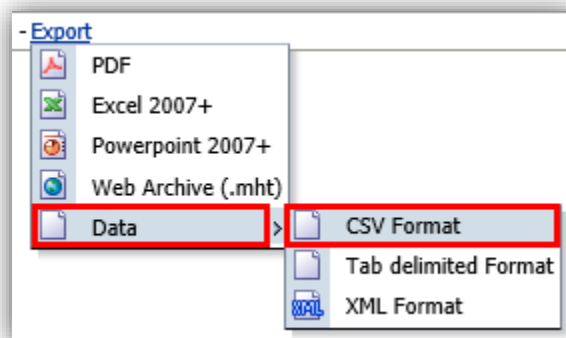 - Export
PDF
Excel 2007+
Powerpoint 2007+
Web Archive (.mht)
Data >
CSV Format
Tab delimited Format
XML Format